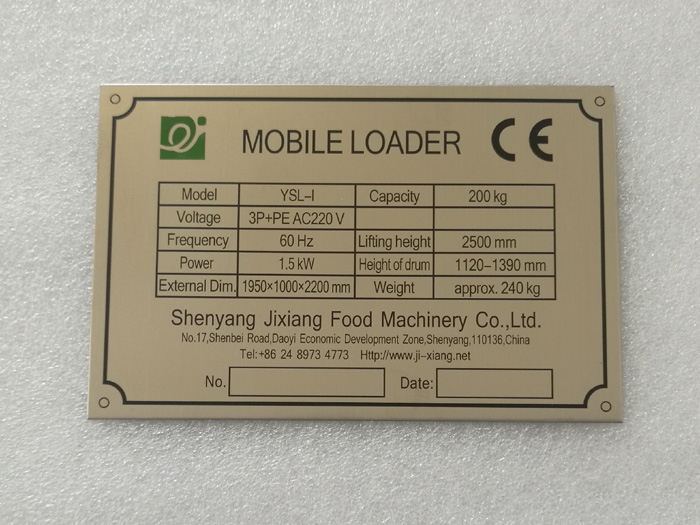 MOBILE LOADER CE
Model YSL-I Capacity 200 kg
Voltage 3P+PE AC220 V
Frequency 60 Hz Lifting height 2500 mm
Power 1.5 kW Height of drum 1120-1390 mm
External Dim. 1950×1000×2200 mm Weight approx. 240 kg
Shenyang Jixiang Food Machinery Co.,Ltd.
No.17,Shenbei Road,Daoyi Economic Development Zone,Shenyang,110136,China
Tel:+86 24 8973 4773 Http://www.ji-xiang.net
No. Date: